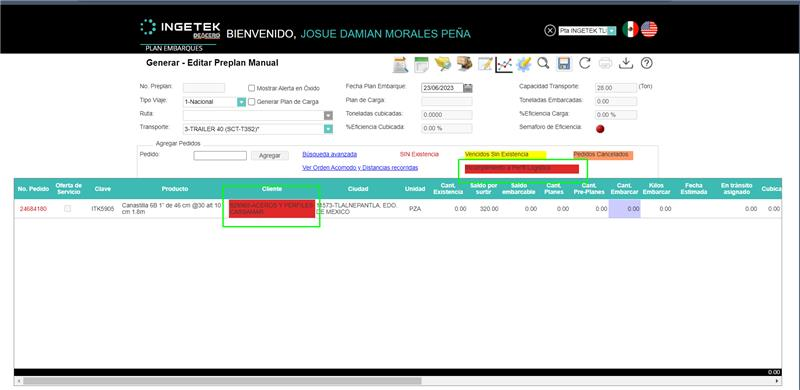 INGETEK
DEACERO
BIENVENIDO, JOSUE DAMIAN MORALES PEÑA
Pta INGETEK TLI
PLAN EMBARQUES
Generar - Editar Preplan Manual
No. Preplan:
Mostrar Alerta en Óxido
Fecha Plan Embarque:
23/06/2023
Capacidad Transporte:
28.00
(Ton)
Tipo Viaje:
1-Nacional
Generar Plan de Carga
Plan de Carga:
Toneladas Embarcadas:
0.00
Ruta:
Toneladas cubicadas:
0.0000
%Eficiencia Carga:
0.00 %
Transporte:
3-TRAILER 40 (SCT-T3S2)*
%Eficiencia Cubicada:
0.00 %
Semaforo de Eficiencia:
Agregar Pedidos
Pedido:
Agregar
Búsqueda avanzada
SIN Existencia
Vencidos Sin Existencia
Pedidos Cancelados
Ver Orden Acomodo y Distancias recorridas
Incumplimiento a Perfil Logístico
No. Pedido
Oferta de Servicio
Clave
Producto
Cliente
Ciudad
Unidad
Cant. Existencia
Saldo por surtir
Saldo embarcable
Cant. Planes
Cant. Pre-Planes
Cant. Embarcar
Kilos Embarcar
Fecha Estimada
En tránsito asignado
Cubica
24684180
ITK5905
Canastilla 6B 1" de 46 cm @30 alt 10
cm 1.8m
ACEROS Y PERFILES
CARGAMAR
TLALNEPANTLA, EDO.
DE MEXICO
PZA
0.00
320.00
0.00
0.00
0.00
0.00
0.00
0.00
0.00